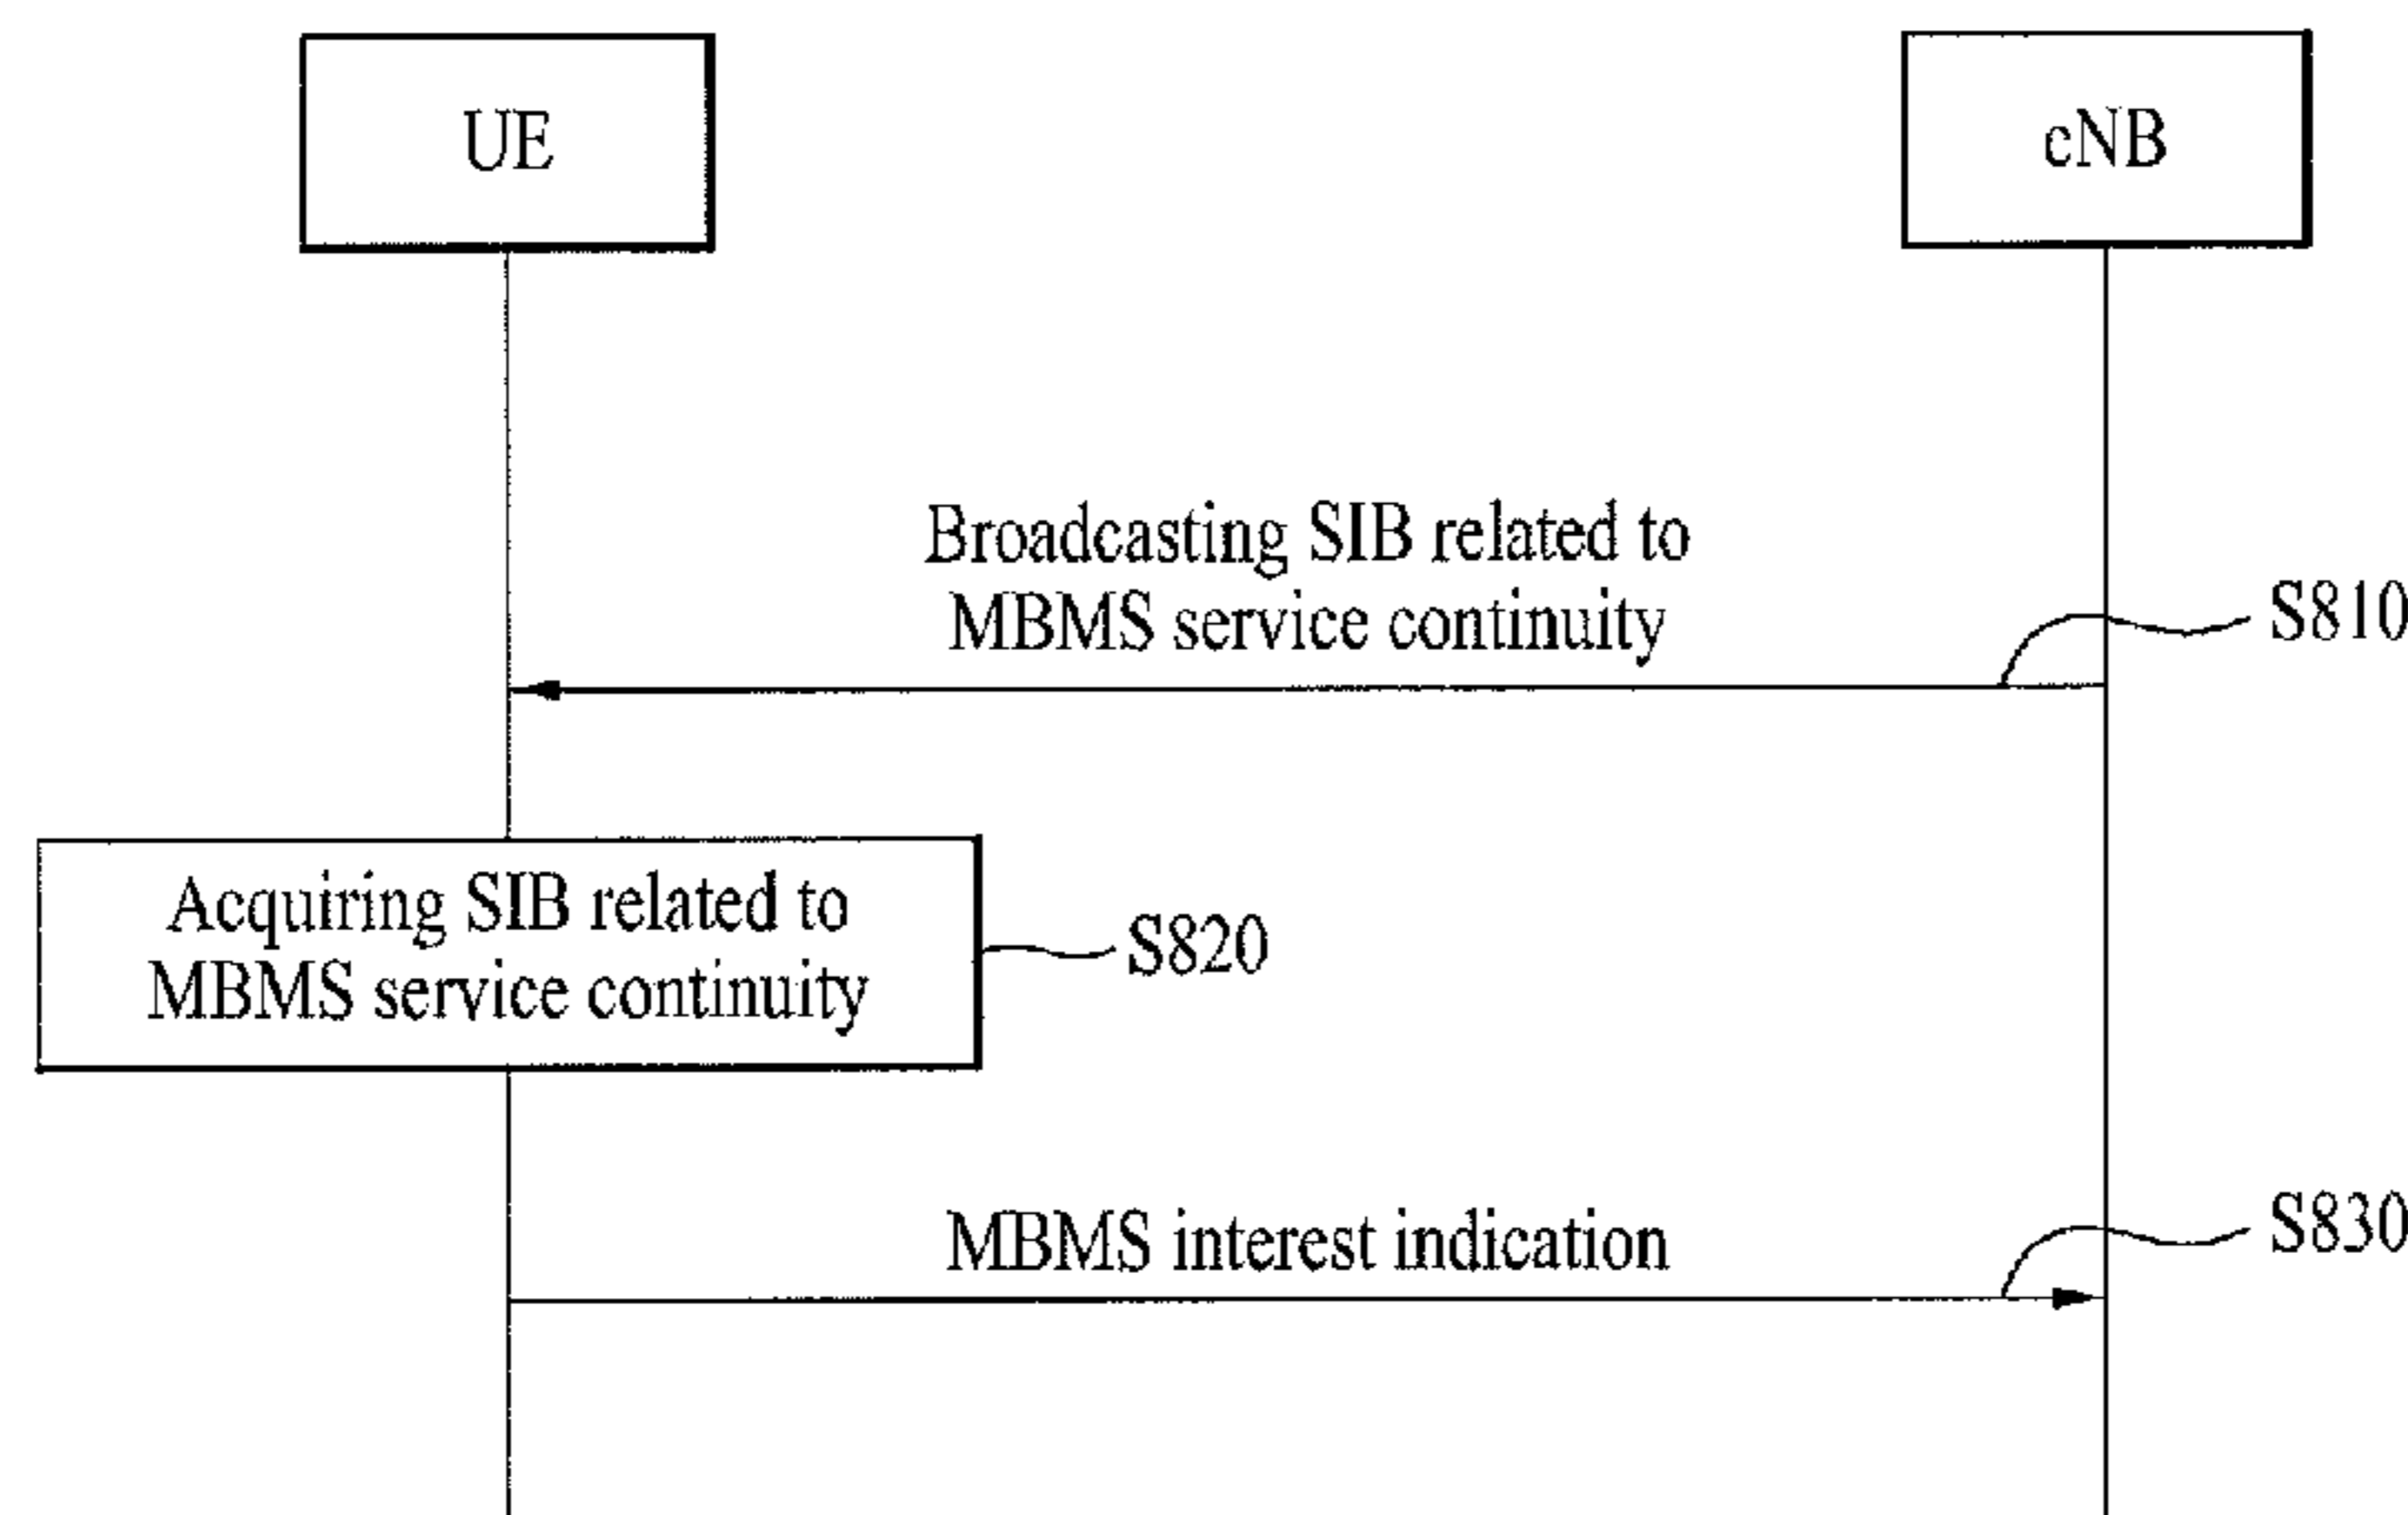 UE
eNB
Broadcasting SIB related to
MBMS service continuity
S810
Acquiring SIB related to
MBMS service continuity
S820
MBMS interest indication
S830